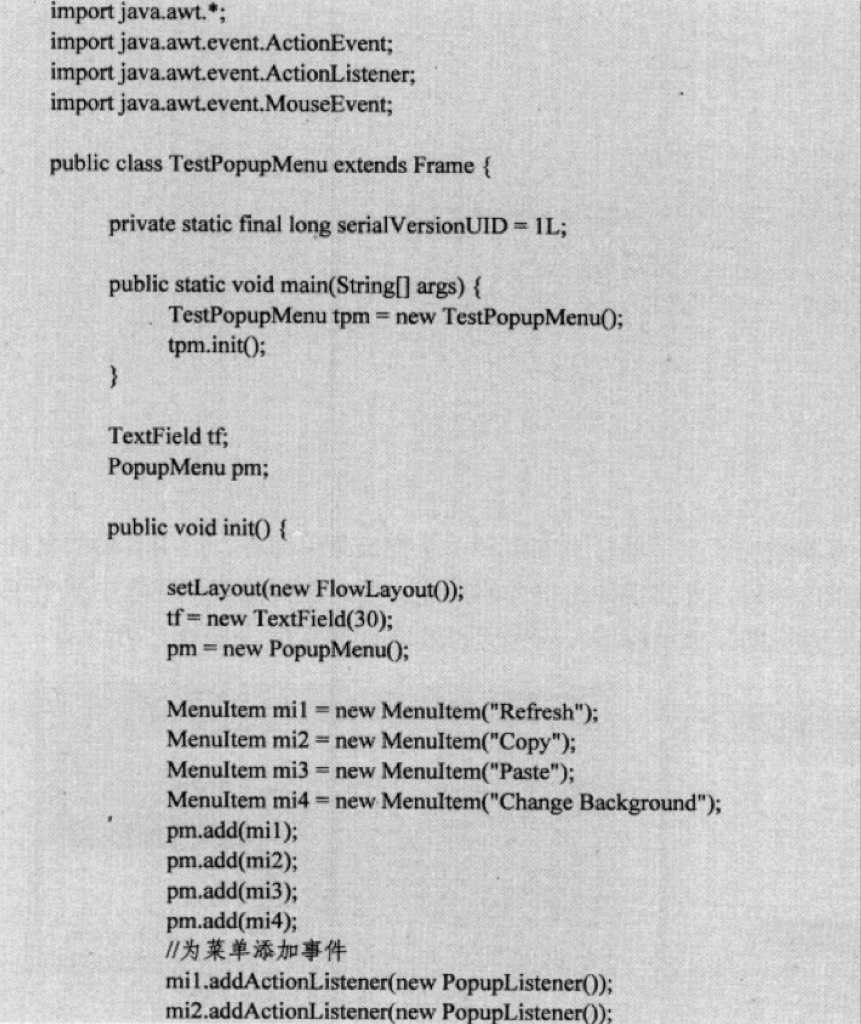 import java.awt.*;
import java.awt.event.ActionEvent;
import java.awt.event.ActionListener;
import java.awt.event.MouseEvent;
public class TestPopupMenu extends Frame {
private static final long serialVersionUID = 1L;
public static void main(String[] args) {
TestPopupMenu tpm = new TestPopupMenu();
tpm.init();
}
TextField tf;
PopupMenu pm;
public void init() {
setLayout(new FlowLayout());
tf = new TextField(30);
pm = new PopupMenu();
MenuItem mi1 = new MenuItem("Refresh");
MenuItem mi2 = new MenuItem("Copy");
MenuItem mi3 = new MenuItem("Paste");
MenuItem mi4 = new MenuItem("Change Background");
pm.add(mi1);
pm.add(mi2);
pm.add(mi3);
pm.add(mi4);
//为菜单添加事件
mi1.addActionListener(new PopupListener());
mi2.addActionListener(new PopupListener());